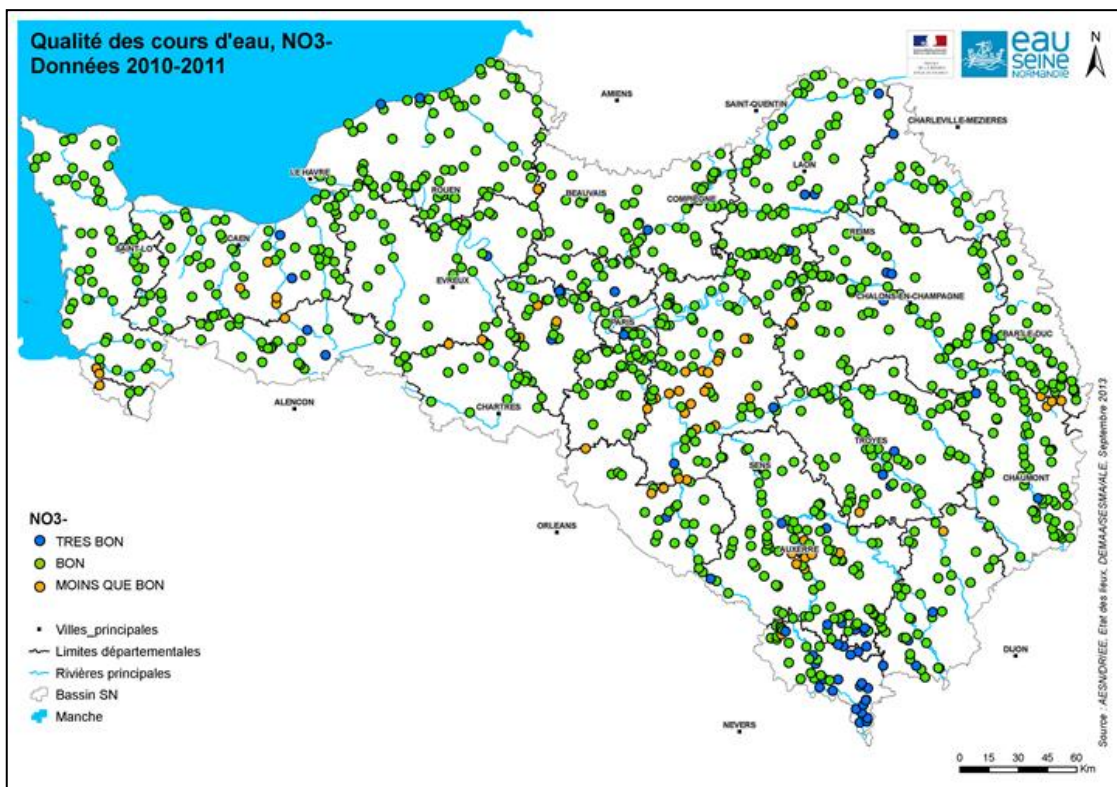 Qualité des cours d'eau, NO3-
Données 2010-2011
eau
seine
NORMANDIE
N
AMIENS
SAINT-QUENTIN
CHARLEVILLE-MEZIERES
LAON
LE HAVRE
ROUEN
BEAUVAIS
COMPIEGNE
REIMS
SAINT-LO
CAEN
EVREUX
CHALONS-EN-CHAMPAGNE
PARIS
BAR-LE-DUC
ALENCON
CHARTRES
TROYES
SENS
CHAUMONT
ORLEANS
AUXERRE
DIJON
NEVERS
NO3-
TRES BON
BON
MOINS QUE BON
Villes_principales
Limites départementales
Rivières principales
Bassin SN
Manche
Source : AESN/DRIEE, Etat des lieux, DEMAA/SESMA/ALE, Septembre 2013
0 15 30 45 60
Km